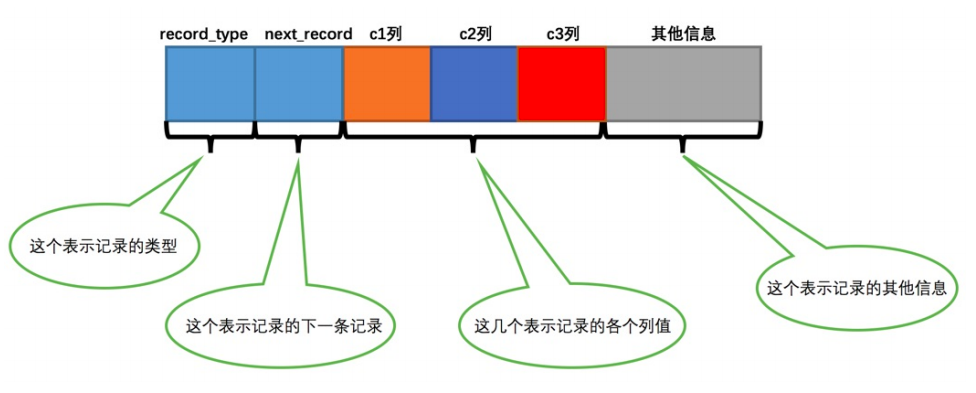 record_type next_record c1列 c2列 c3列 其他信息
这个表示记录的类型
这个表示记录的下一条记录
这几个表示记录的各个列值
这个表示记录的其他信息